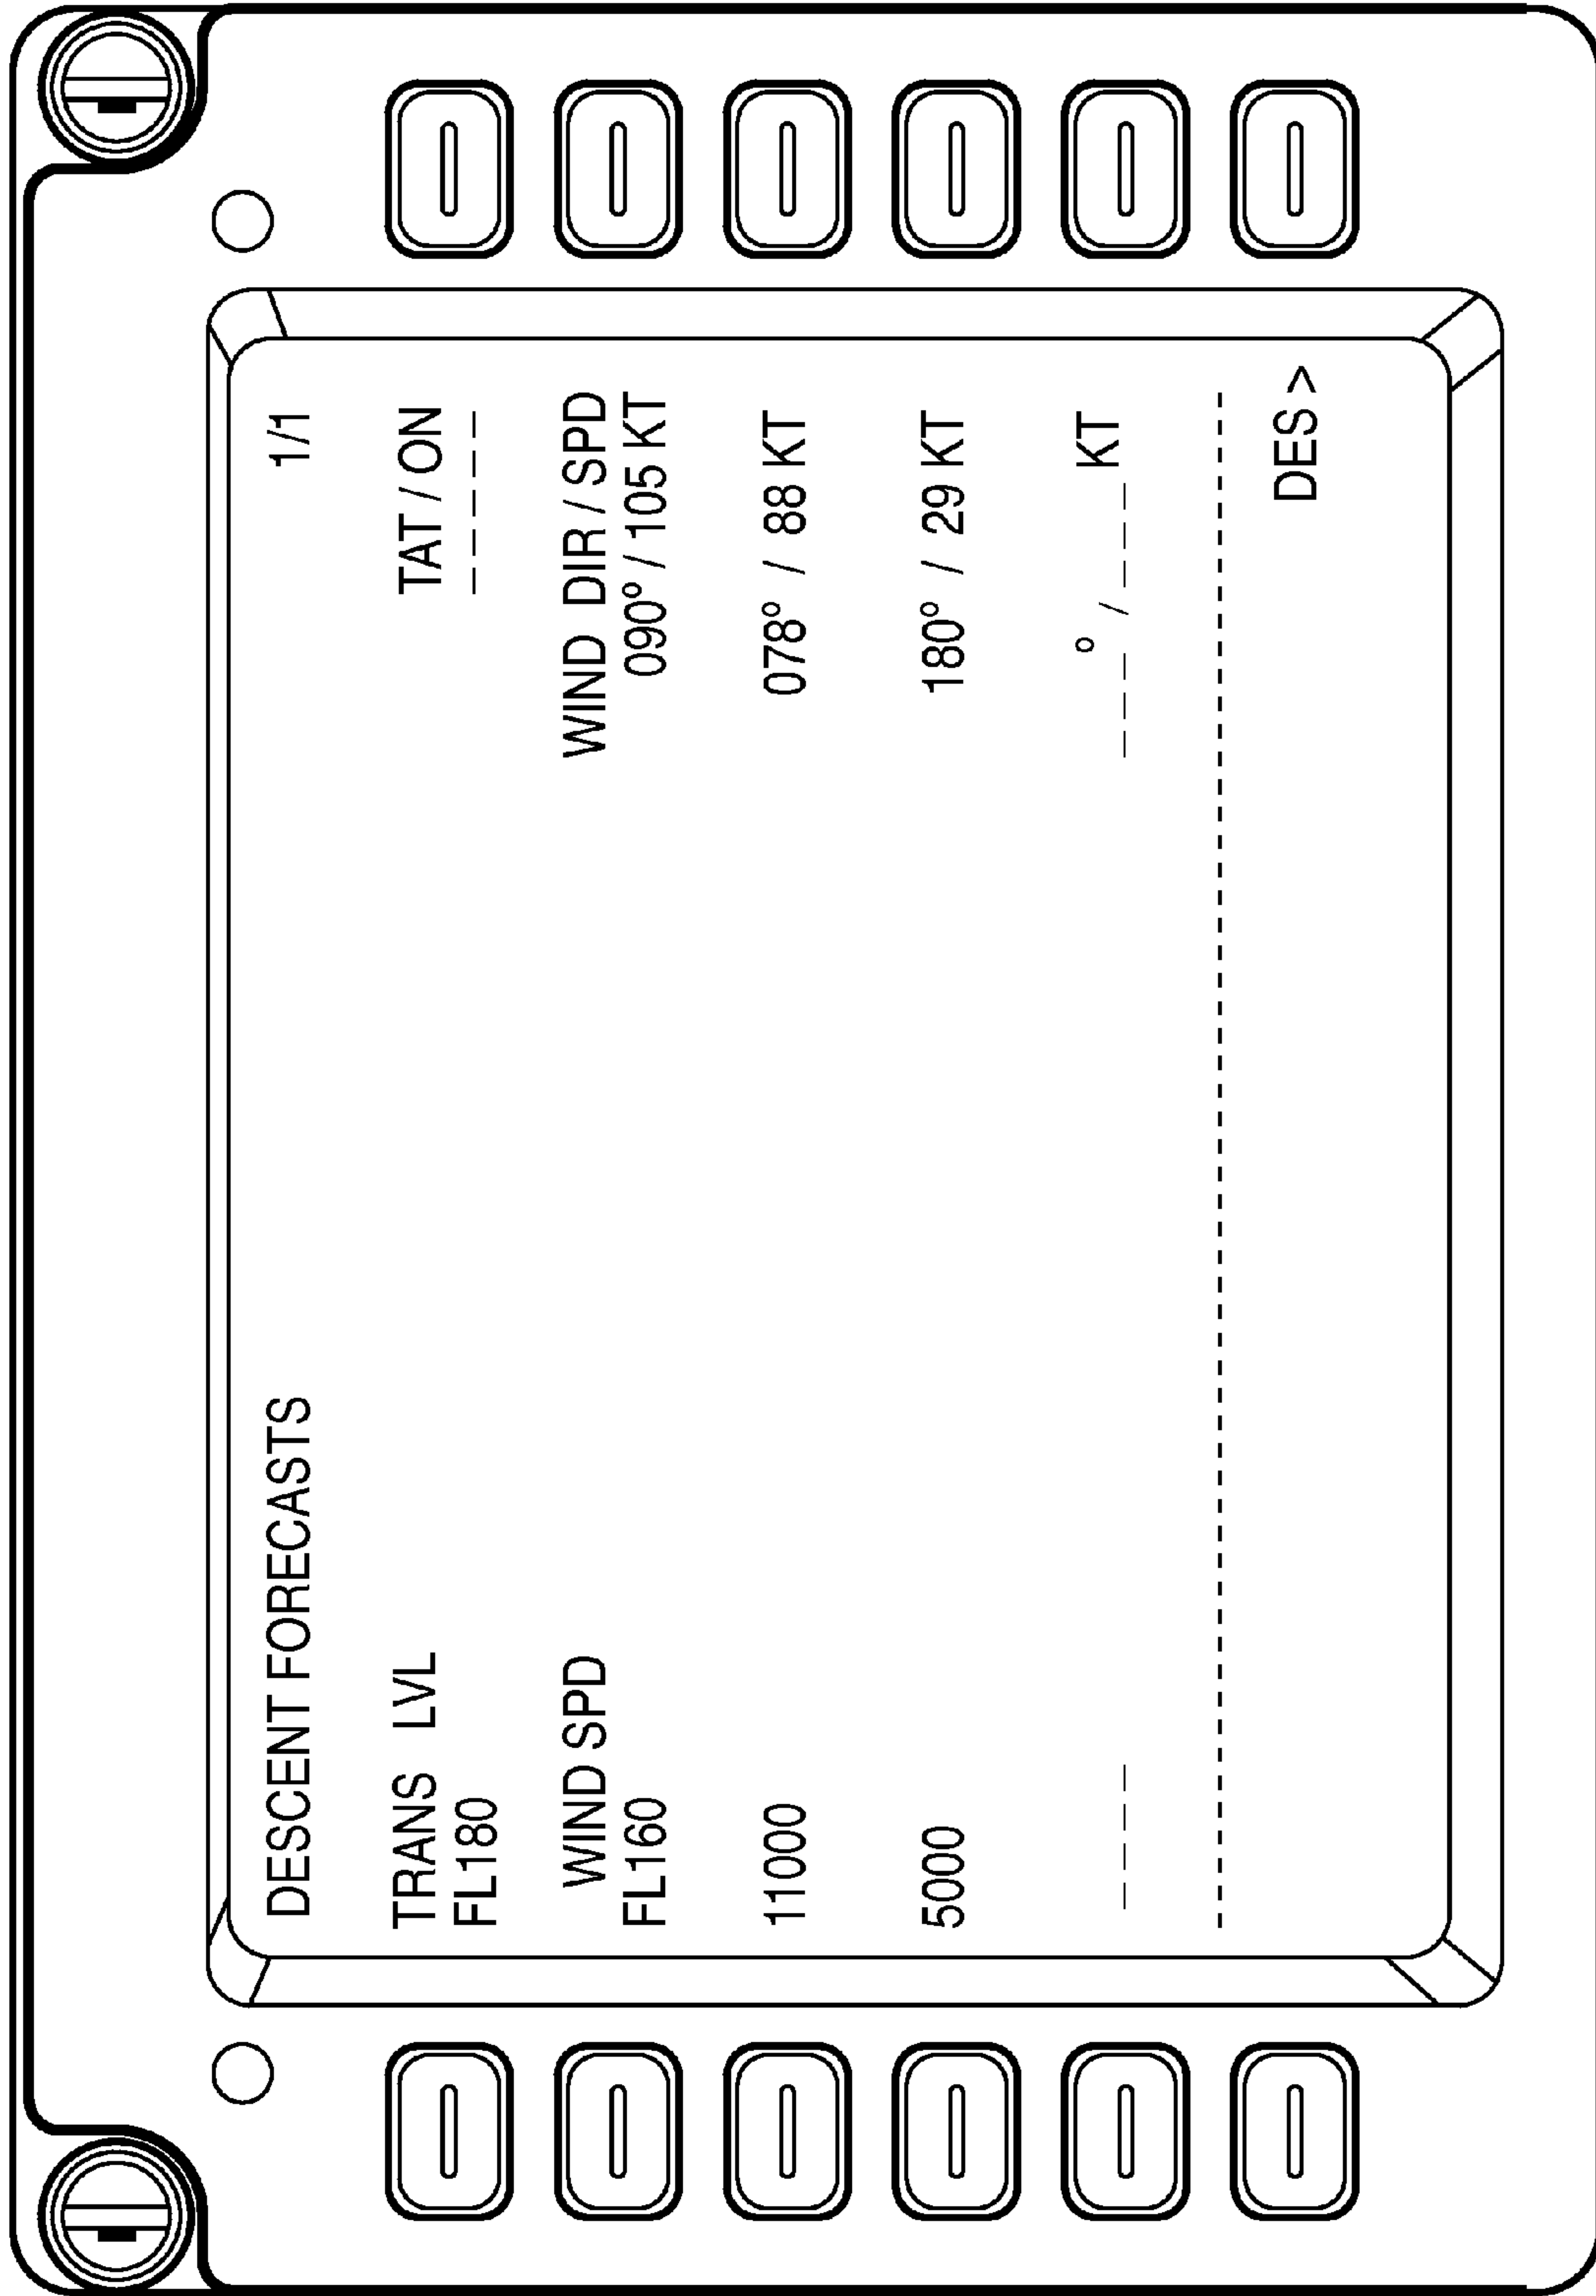 DESCENT FORECASTS 1/1
TRANS LVL TAT / ON
FL180 -----
WIND SPD WIND DIR / SPD
FL160 090° / 105 KT
11000 078° / 88 KT
5000 180° / 29 KT
---- ---° / --- KT
DES >